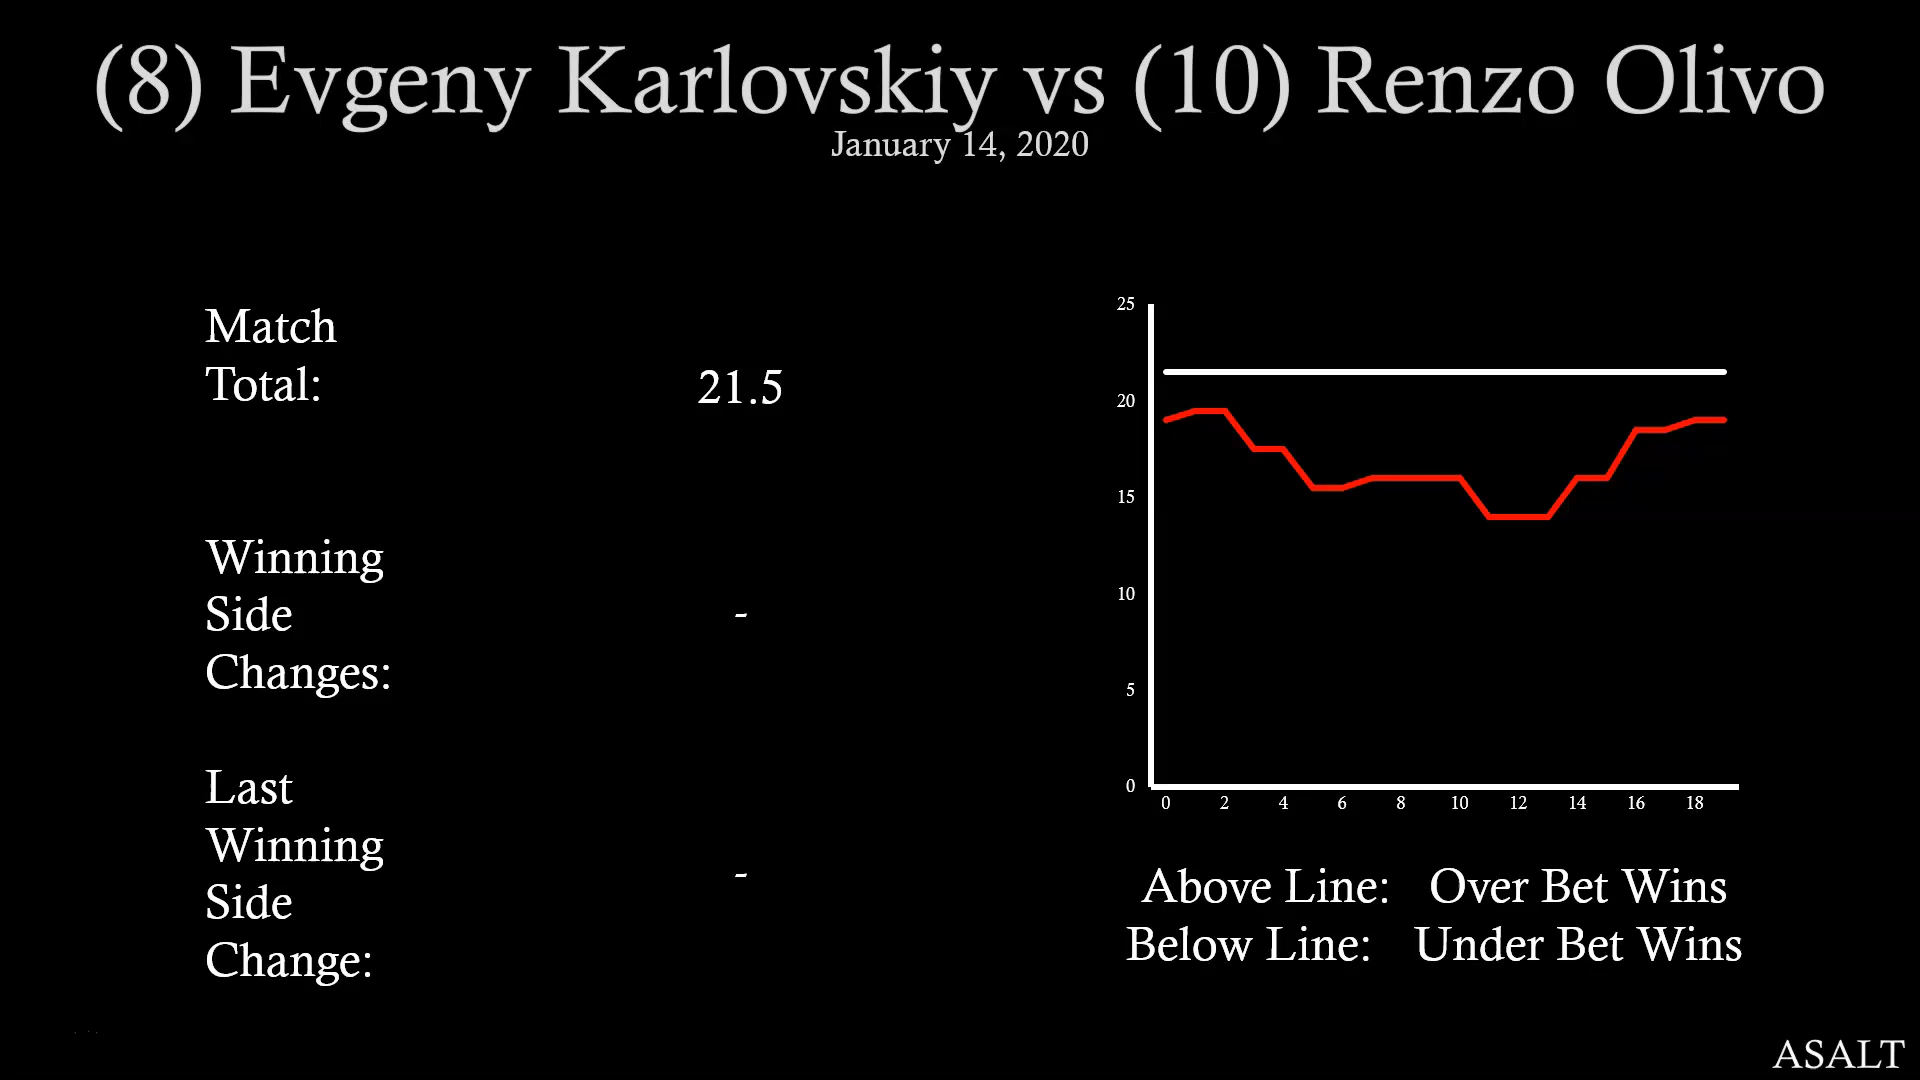 (8) Evgeny Karlovskiy vs (10) Renzo Olivo
January 14, 2020
Match
Total:
21.5
Winning
Side
Changes:
-
Last
Winning
Side
Change:
-
25
20
15
10
5
0
0 2 4 6 8 10 12 14 16 18
Above Line: Over Bet Wins
Below Line: Under Bet Wins
ASALT